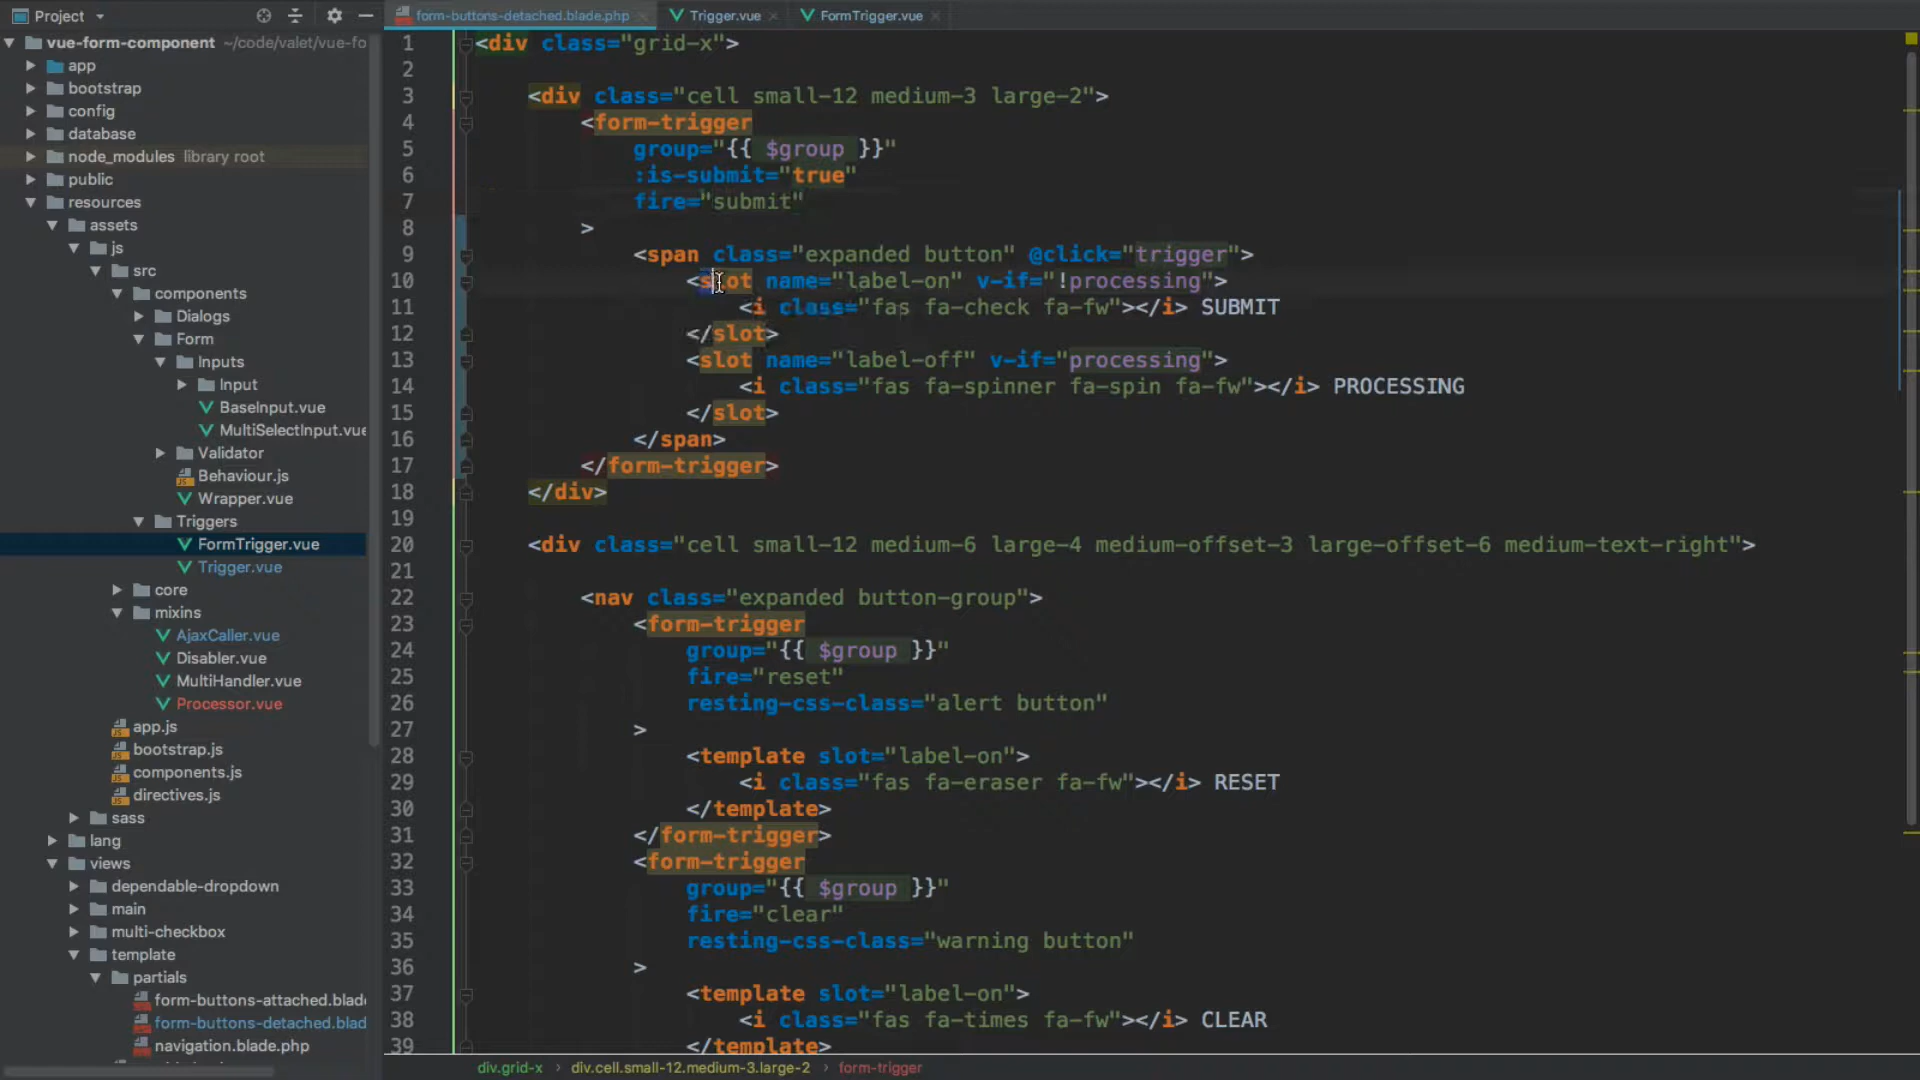 Project
form-buttons-detached.blade.php
Trigger.vue
FormTrigger.vue
vue-form-component ~/code/valet/vue-fo
app
bootstrap
config
database
node_modules library root
public
resources
assets
js
src
components
Dialogs
Form
Inputs
Input
BaseInput.vue
MultiSelectInput.vue
Validator
Behaviour.js
Wrapper.vue
Triggers
FormTrigger.vue
Trigger.vue
core
mixins
AjaxCaller.vue
Disabler.vue
MultiHandler.vue
Processor.vue
app.js
bootstrap.js
components.js
directives.js
sass
lang
views
dependable-dropdown
main
multi-checkbox
template
partials
form-buttons-attached.blad
form-buttons-detached.blad
navigation.blade.php
1 <div class="grid-x">
2
3 <div class="cell small-12 medium-3 large-2">
4 <form-trigger
5 group="{{ $group }}"
6 :is-submit="true"
7 fire="submit"
8 >
9 <span class="expanded button" @click="trigger">
10 <slot name="label-on" v-if="!processing">
11 <i class="fas fa-check fa-fw"></i> SUBMIT
12 </slot>
13 <slot name="label-off" v-if="processing">
14 <i class="fas fa-spinner fa-spin fa-fw"></i> PROCESSING
15 </slot>
16 </span>
17 </form-trigger>
18 </div>
19
20 <div class="cell small-12 medium-6 large-4 medium-offset-3 large-offset-6 medium-text-right">
21
22 <nav class="expanded button-group">
23 <form-trigger
24 group="{{ $group }}"
25 fire="reset"
26 resting-css-class="alert button"
27 >
28 <template slot="label-on">
29 <i class="fas fa-eraser fa-fw"></i> RESET
30 </template>
31 </form-trigger>
32 <form-trigger
33 group="{{ $group }}"
34 fire="clear"
35 resting-css-class="warning button"
36 >
37 <template slot="label-on">
38 <i class="fas fa-times fa-fw"></i> CLEAR
39 </template>
div.grid-x › div.cell.small-12.medium-3.large-2 › form-trigger